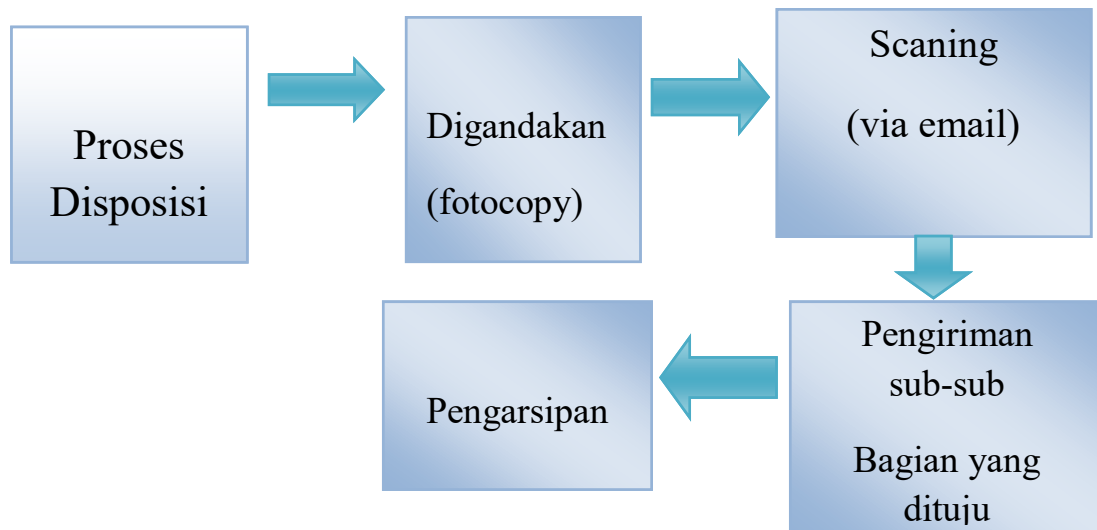 Proses
Disposisi
Digandakan
(fotocopy)
Scaning
(via email)
Pengiriman
sub-sub
Bagian yang
dituju
Pengarsipan